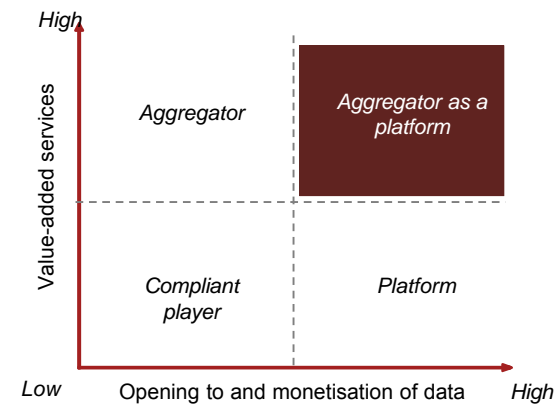 High
Value-added services
Aggregator
Aggregator as a
platform
Compliant
player
Platform
Low
Opening to and monetisation of data
High